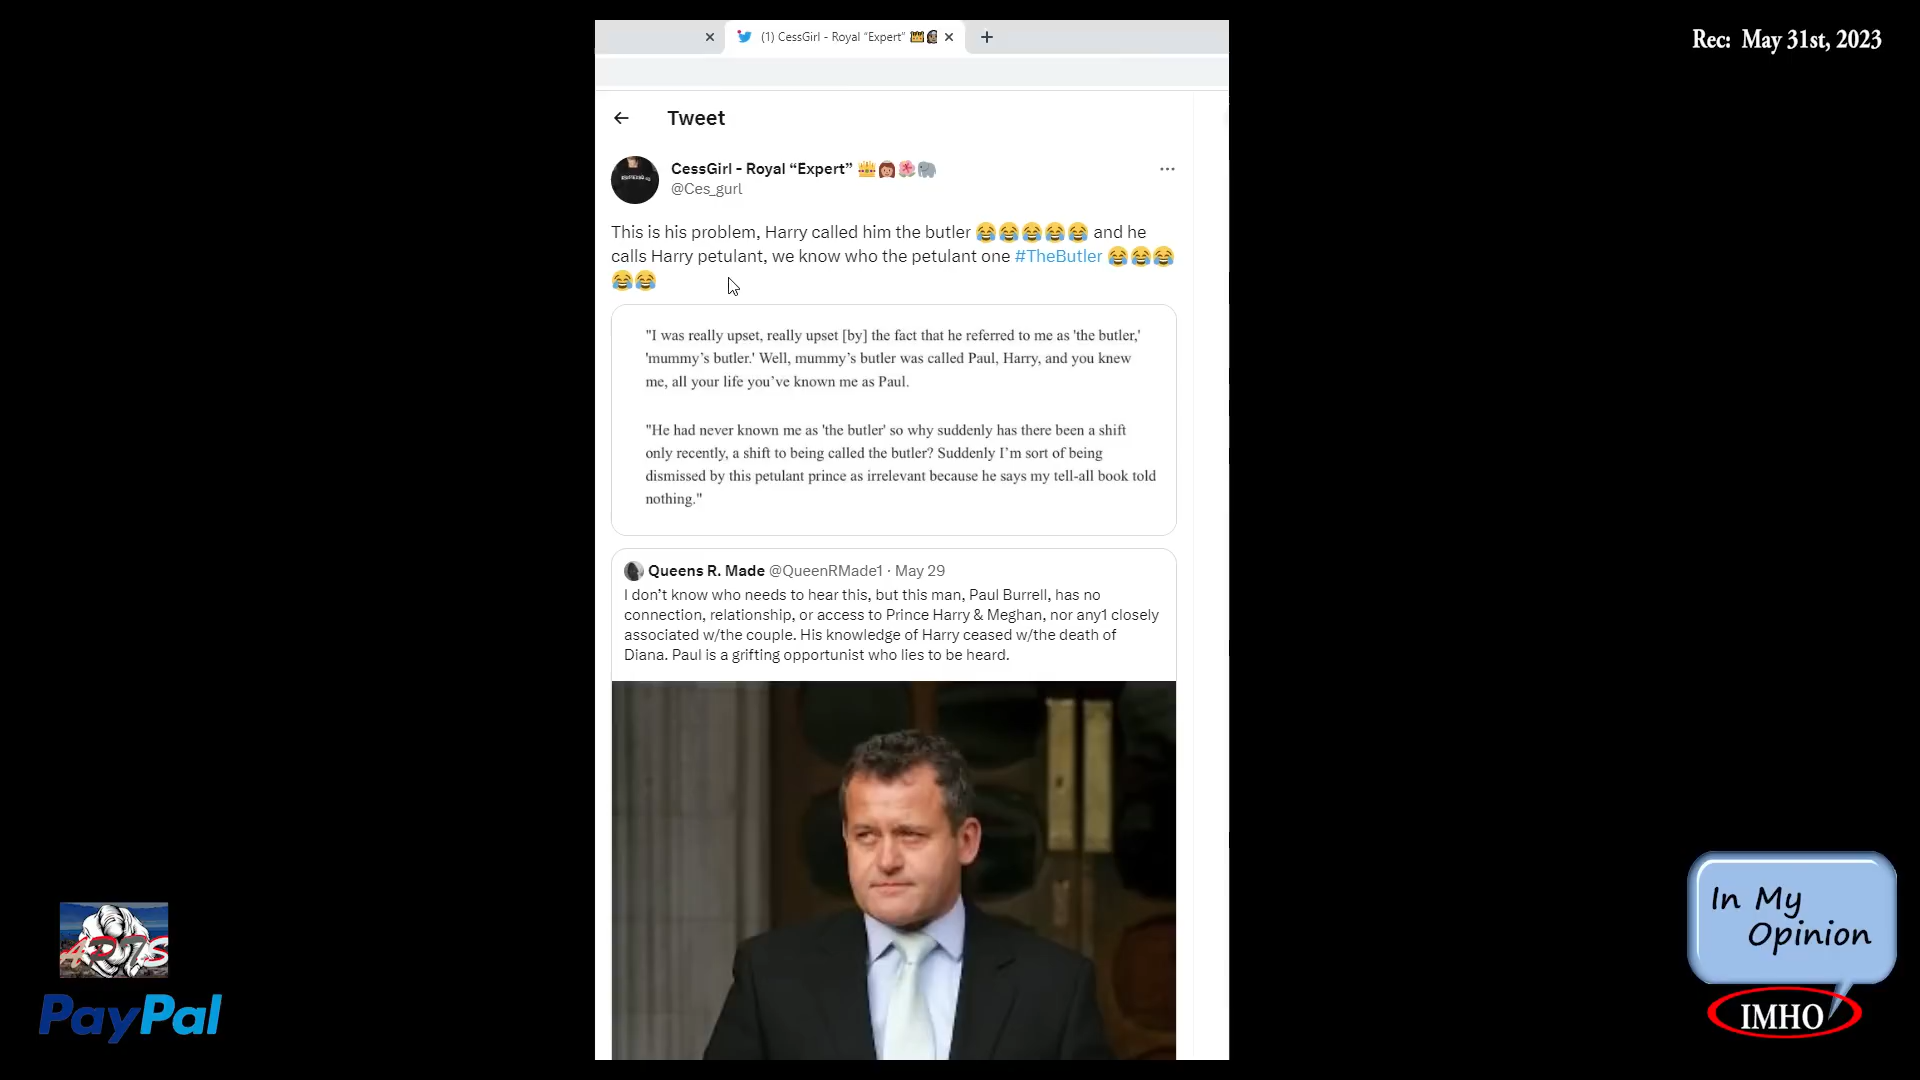 (1) CessGirl - Royal “Expert” 👑
Rec: May 31st, 2023
Tweet
CessGirl - Royal “Expert” 👑👸🏽🌺🐘
@Ces_gurl
This is his problem, Harry called him the butler 😂😂😂😂😂 and he
calls Harry petulant, we know who the petulant one #TheButler 😂😂😂
😂😂
"I was really upset, really upset [by] the fact that he referred to me as 'the butler,'
'mummy’s butler.' Well, mummy’s butler was called Paul, Harry, and you knew
me, all your life you’ve known me as Paul.
"He had never known me as 'the butler' so why suddenly has there been a shift
only recently, a shift to being called the butler? Suddenly I’m sort of being
dismissed by this petulant prince as irrelevant because he says my tell-all book told
nothing."
Queens R. Made @QueenRMade1 · May 29
I don’t know who needs to hear this, but this man, Paul Burrell, has no
connection, relationship, or access to Prince Harry & Meghan, nor any1 closely
associated w/the couple. His knowledge of Harry ceased w/the death of
Diana. Paul is a grifting opportunist who lies to be heard.
PayPal
In My
Opinion
IMHO